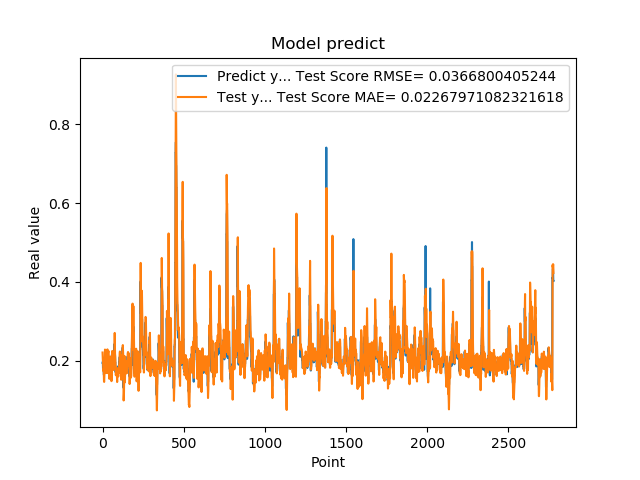 Model predict
Predict y... Test Score RMSE= 0.0366800405244
Test y... Test Score MAE= 0.02267971082321618
0.8
0.6
0.4
0.2
Real value
0 500 1000 1500 2000 2500
Point